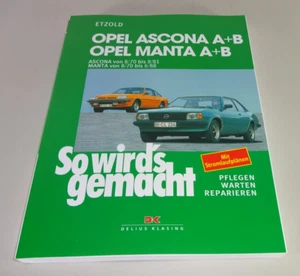 ETZOLD
OPEL ASCONA A+B
OPEL MANTA A+B
ASCONA von 8/70 bis 8/81
MANTA von 8/70 bis 6/88
So wird's
gemacht
Mit
Stromlaufplänen
PFLEGEN
WARTEN
REPARIEREN
DELIUS KLASING